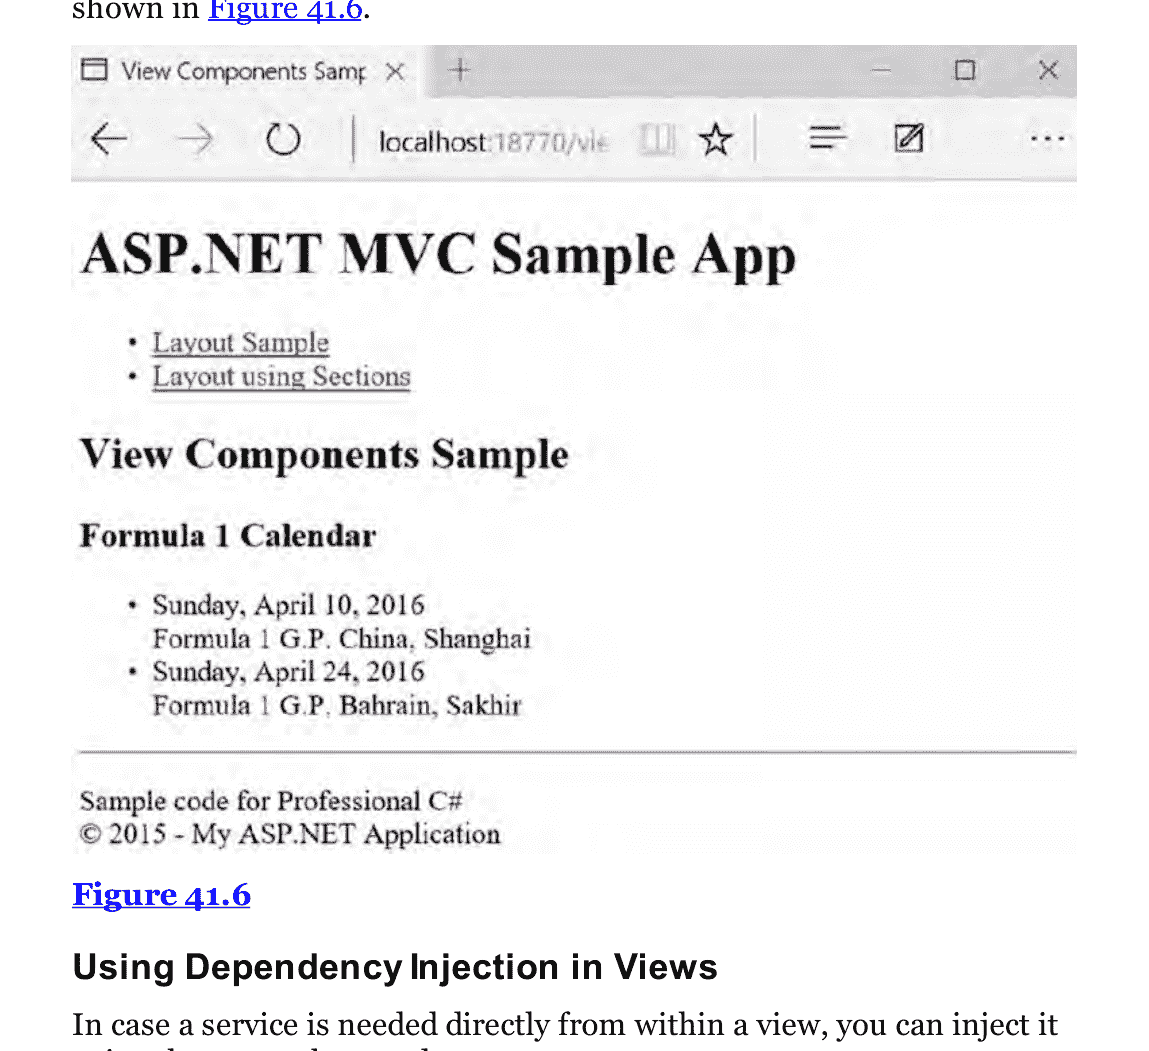 shown in Figure 41.6.
View Components Samp
localhost:18770/vie
ASP.NET MVC Sample App
• Layout Sample
• Layout using Sections
View Components Sample
Formula 1 Calendar
• Sunday, April 10, 2016
Formula 1 G.P. China, Shanghai
• Sunday, April 24, 2016
Formula 1 G.P. Bahrain, Sakhir
Sample code for Professional C#
© 2015 - My ASP.NET Application
Figure 41.6
Using Dependency Injection in Views
In case a service is needed directly from within a view, you can inject it